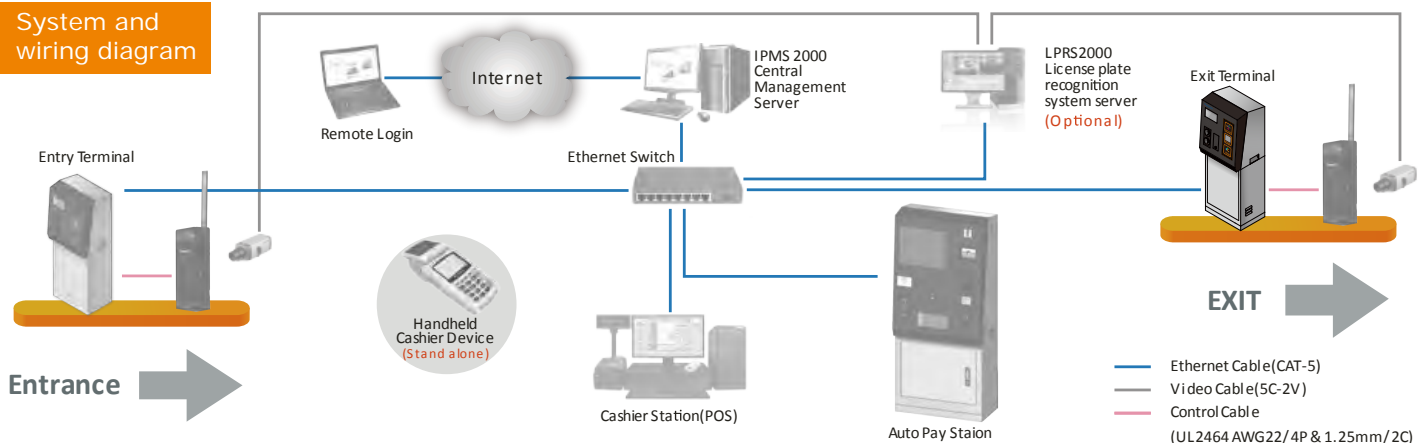 System and
wiring diagram
Internet
Remote Login
IPMS 2000
Central
Management
Server
LPRS2000
License plate
recognition
system server
(Optional)
Exit Terminal
Entry Terminal
Ethernet Switch
Handheld
Cashier Device
(Stand alone)
Entrance
EXIT
Cashier Station(POS)
Auto Pay Staion
Ethernet Cable(CAT-5)
Video Cable(5C-2V)
Control Cable
(UL2464 AWG22/4P & 1.25mm/2C)